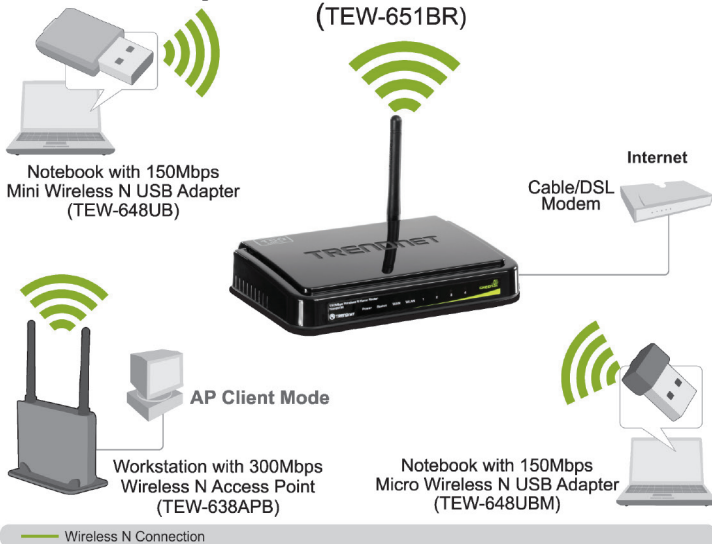 (TEW-651BR)
Notebook with 150Mbps
Mini Wireless N USB Adapter
(TEW-648UB)
Internet
Cable/DSL
Modem
TRENDNET
TRENDNET
AP Client Mode
Workstation with 300Mbps
Wireless N Access Point
(TEW-638APB)
Notebook with 150Mbps
Micro Wireless N USB Adapter
(TEW-648UBM)
Wireless N Connection